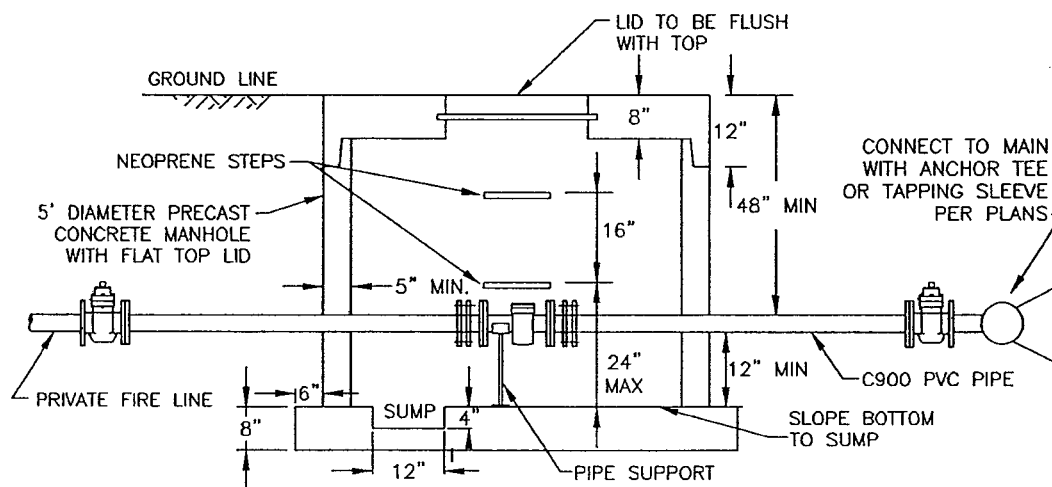 LID TO BE FLUSH
WITH TOP
GROUND LINE
8"
12"
NEOPRENE STEPS
CONNECT TO MAIN
WITH ANCHOR TEE
OR TAPPING SLEEVE
PER PLANS
48" MIN
5' DIAMETER PRECAST
CONCRETE MANHOLE
WITH FLAT TOP LID
16"
5" MIN.
24"
MAX
12" MIN
C900 PVC PIPE
PRIVATE FIRE LINE
6"
8"
SUMP
4"
SLOPE BOTTOM
TO SUMP
12"
PIPE SUPPORT